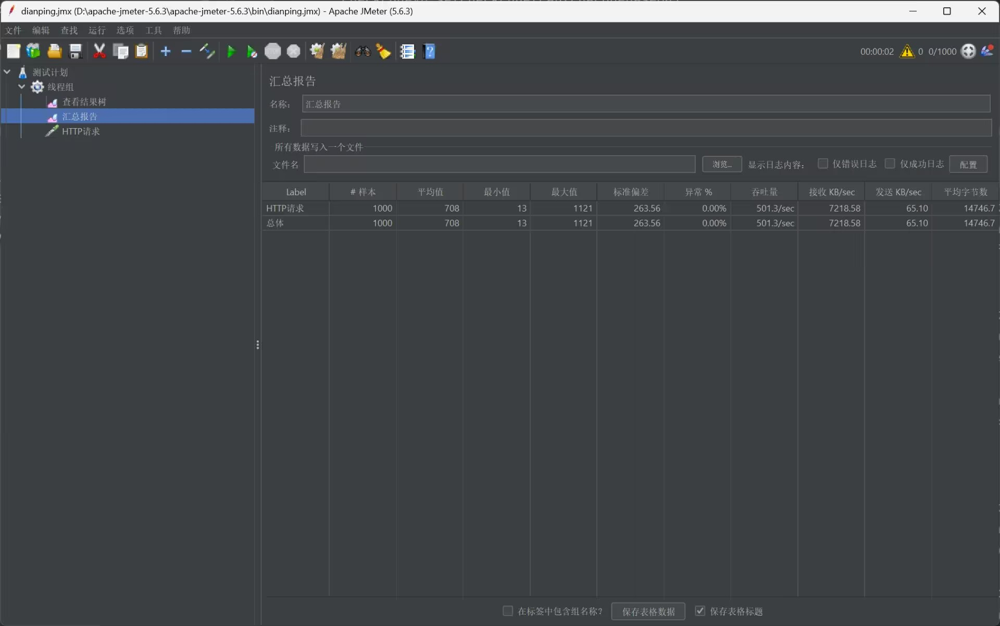 dianping.jmx (D:\apache-jmeter-5.6.3\apache-jmeter-5.6.3\bin\dianping.jmx) - Apache JMeter (5.6.3)
文件 编辑 查找 运行 选项 工具 帮助
00:00:02 0 0/1000
测试计划
线程组
查看结果树
汇总报告
HTTP请求
汇总报告
名称： 汇总报告
注释：
所有数据写入一个文件
文件名 浏览... 显示日志内容： 仅错误日志 仅成功日志 配置
Label # 样本 平均值 最小值 最大值 标准偏差 异常 % 吞吐量 接收 KB/sec 发送 KB/sec 平均字节数
HTTP请求 1000 708 13 1121 263.56 0.00% 501.3/sec 7218.58 65.10 14746.7
总体 1000 708 13 1121 263.56 0.00% 501.3/sec 7218.58 65.10 14746.7
在标签中包含组名称？ 保存表格数据 保存表格标题